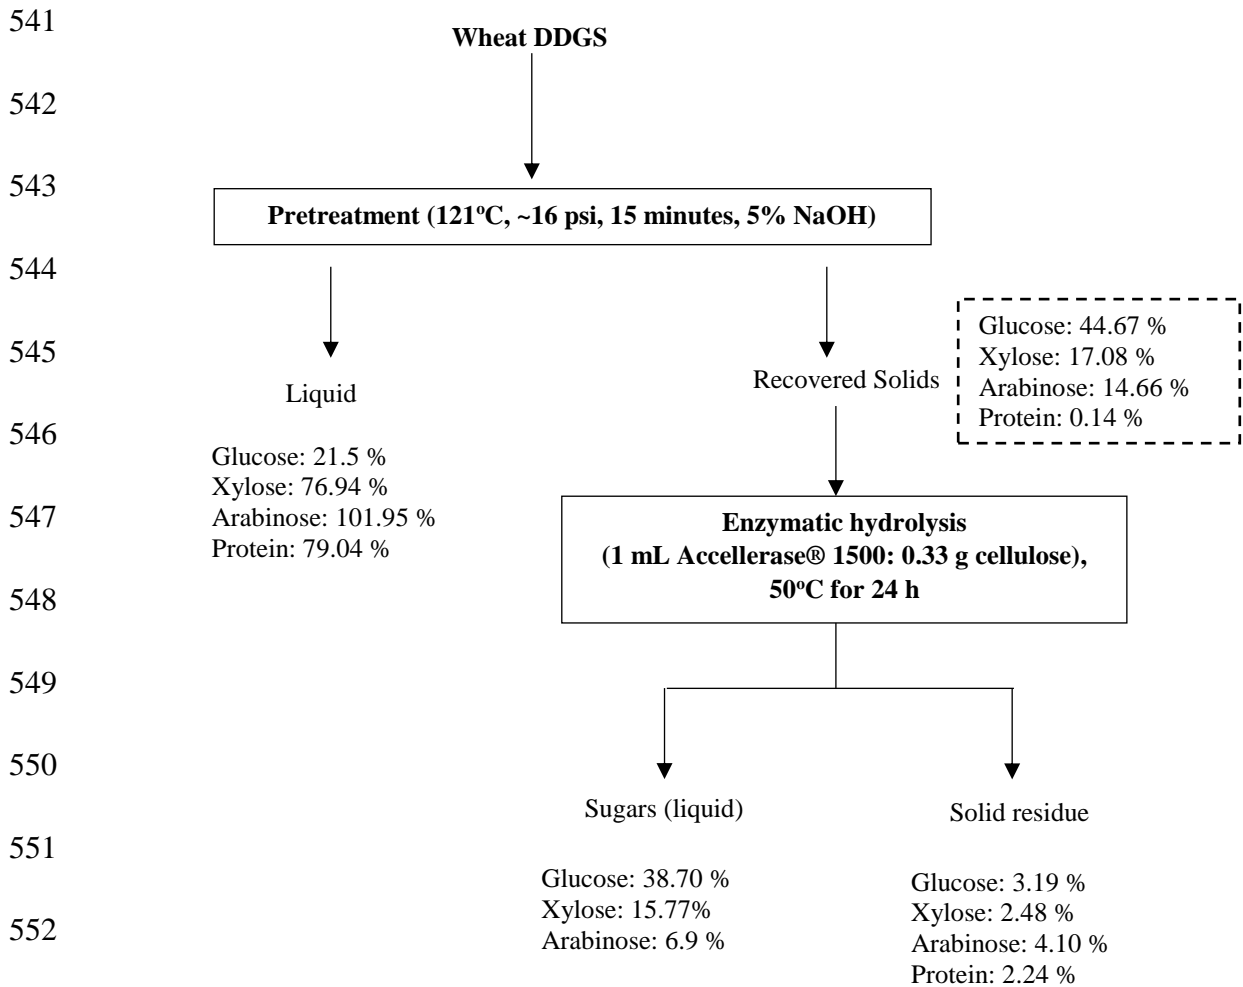 541
Wheat DDGS
542
543
Pretreatment (121ºC, ~16 psi, 15 minutes, 5% NaOH)
544
545
Liquid
Recovered Solids
Glucose: 44.67 %
Xylose: 17.08 %
Arabinose: 14.66 %
Protein: 0.14 %
546
Glucose: 21.5 %
Xylose: 76.94 %
Arabinose: 101.95 %
Protein: 79.04 %
547
Enzymatic hydrolysis
(1 mL Accellerase® 1500: 0.33 g cellulose),
50ºC for 24 h
548
549
550
Sugars (liquid)
Solid residue
551
Glucose: 38.70 %
Xylose: 15.77%
Arabinose: 6.9 %
552
Glucose: 3.19 %
Xylose: 2.48 %
Arabinose: 4.10 %
Protein: 2.24 %